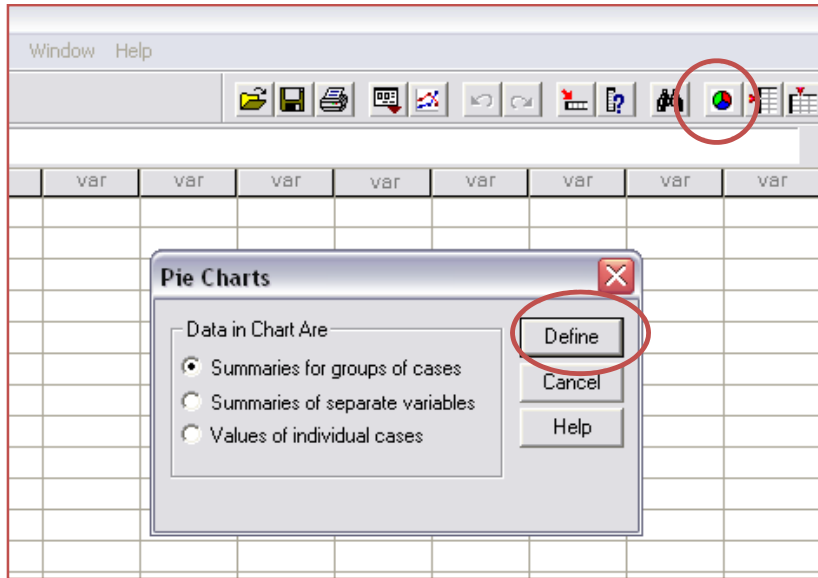 Window Help
var var var var var var var var
Pie Charts
Data in Chart Are
Summaries for groups of cases
Summaries of separate variables
Values of individual cases
Define
Cancel
Help